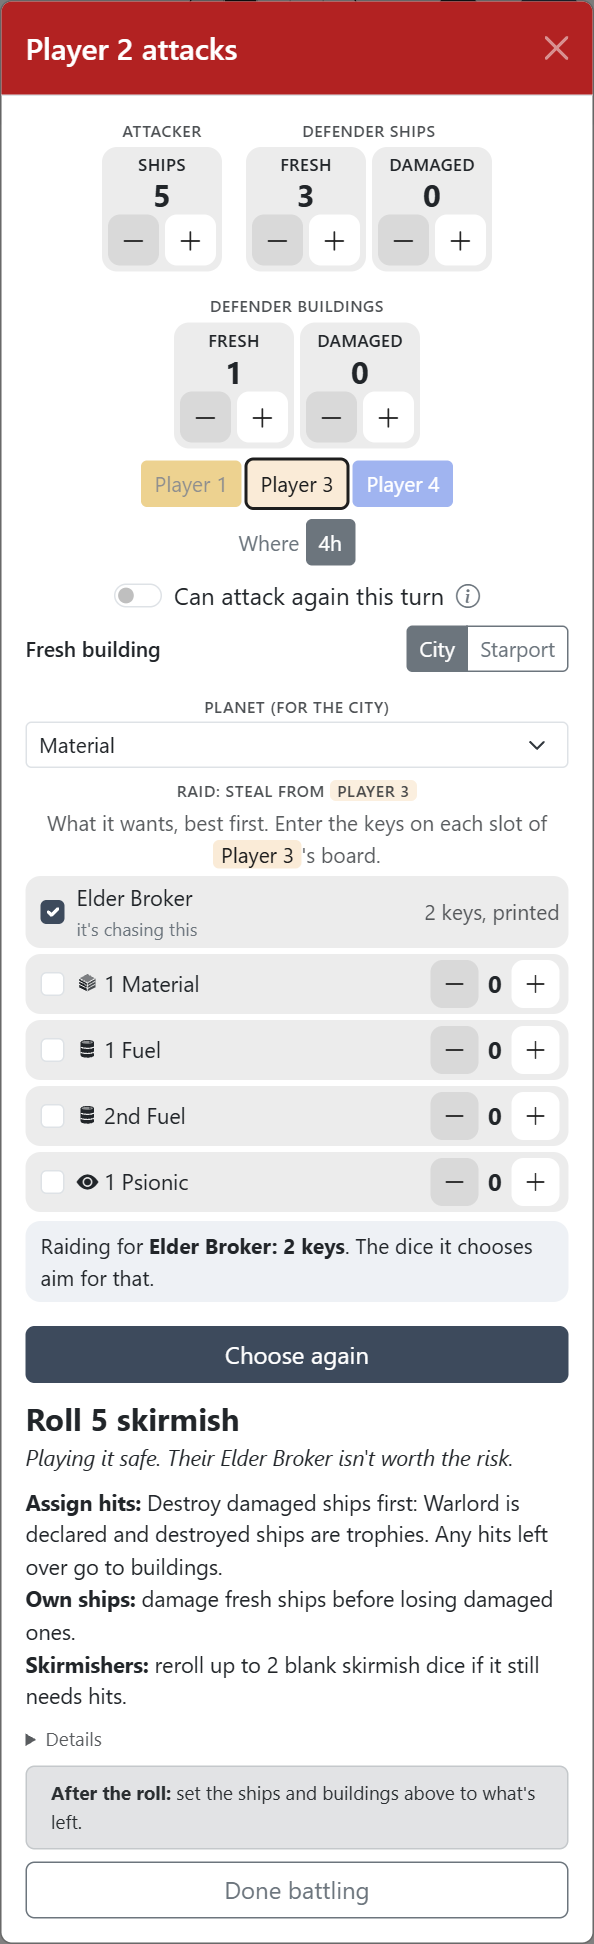 Player 2 attacks
ATTACKER
DEFENDER SHIPS
SHIPS
5
FRESH
3
DAMAGED
0
DEFENDER BUILDINGS
FRESH
1
DAMAGED
0
Player 1
Player 3
Player 4
Where 4h
Can attack again this turn
Fresh building
City
Starport
PLANET (FOR THE CITY)
Material
RAID: STEAL FROM PLAYER 3
What it wants, best first. Enter the keys on each slot of
Player 3 's board.
Elder Broker
it's chasing this
2 keys, printed
1 Material
0
1 Fuel
0
2nd Fuel
0
1 Psionic
0
Raiding for Elder Broker: 2 keys. The dice it chooses
aim for that.
Choose again
Roll 5 skirmish
Playing it safe. Their Elder Broker isn't worth the risk.
Assign hits: Destroy damaged ships first: Warlord is
declared and destroyed ships are trophies. Any hits left
over go to buildings.
Own ships: damage fresh ships before losing damaged
ones.
Skirmishers: reroll up to 2 blank skirmish dice if it still
needs hits.
Details
After the roll: set the ships and buildings above to what's
left.
Done battling